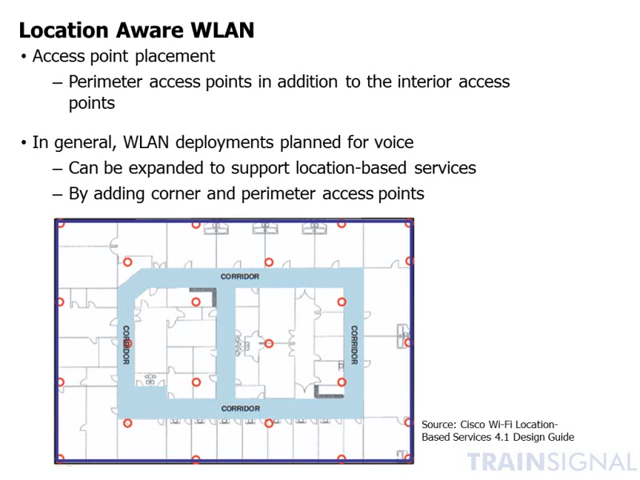 Location Aware WLAN
• Access point placement
– Perimeter access points in addition to the interior access
points
• In general, WLAN deployments planned for voice
– Can be expanded to support location-based services
– By adding corner and perimeter access points
CORRIDOR
CORRIDOR
CORRIDOR
CORRIDOR
Source: Cisco Wi-Fi Location-
Based Services 4.1 Design Guide
TRAINSIGNAL